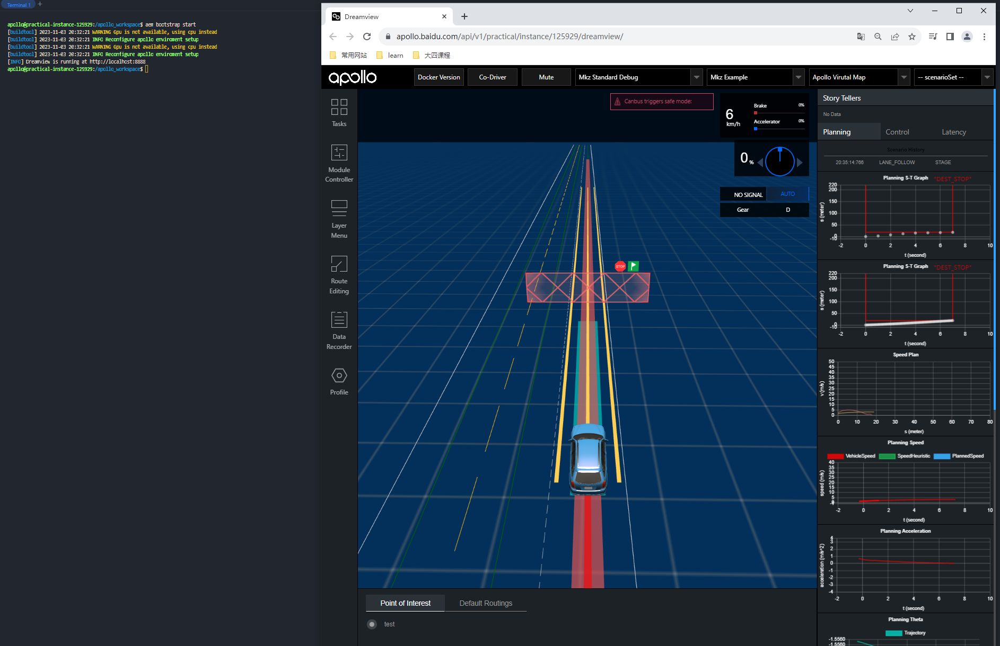 Terminal 1 +
apollo@practical-instance-125929:/apollo_workspace$ aem bootstrap start
[buildtool] 2023-11-03 20:32:21 WARNING Gpu is not available, using cpu instead
[buildtool] 2023-11-03 20:32:21 INFO Reconfigure apollo enviroment setup
[buildtool] 2023-11-03 20:32:21 WARNING Gpu is not available, using cpu instead
[buildtool] 2023-11-03 20:32:21 INFO Reconfigure apollo enviroment setup
[INFO] Dreamview is running at http://localhost:8888
apollo@practical-instance-125929:/apollo_workspace$
Dreamview
apollo.baidu.com/api/v1/practical/instance/125929/dreamview/
常用网站 learn 大四课程
apollo Docker Version Co-Driver Mute Mkz Standard Debug Mkz Example Apollo Virutal Map -- scenarioSet --
Tasks
Module
Controller
Layer
Menu
Route
Editing
Data
Recorder
Profile
Canbus triggers safe mode:
6
km/h
Brake 0%
Accelerator 0%
0 %
NO SIGNAL AUTO
Gear D
STOP
Point of Interest Default Routings
test
Story Tellers
No Data
Planning Control Latency
Scenario History
20:35:14:766 LANE_FOLLOW STAGE
Planning S-T Graph *DEST_STOP*
s (meter)
220
200
150
100
50
0
-10
-2 0 2 4 6 8 10
t (second)
Planning S-T Graph *DEST_STOP*
s (meter)
220
200
150
100
50
0
-10
-2 0 2 4 6 8 10
t (second)
Speed Plan
v (m/s)
50
45
40
35
30
25
20
15
10
5
0
0 10 20 30 40 50 60 70 80
s (meter)
Planning Speed
VehicleSpeed SpeedHeuristic PlannedSpeed
speed (m/s)
40
35
30
25
20
15
10
5
0
-2 0 2 4 6 8 10
t (second)
Planning Acceleration
acceleration (m/s^2)
4
3
2
1
0
-1
-2
-3
-4
-2 0 2 4 6 8 10
t (second)
Planning Theta
Trajectory
-1.5560
-1.5560